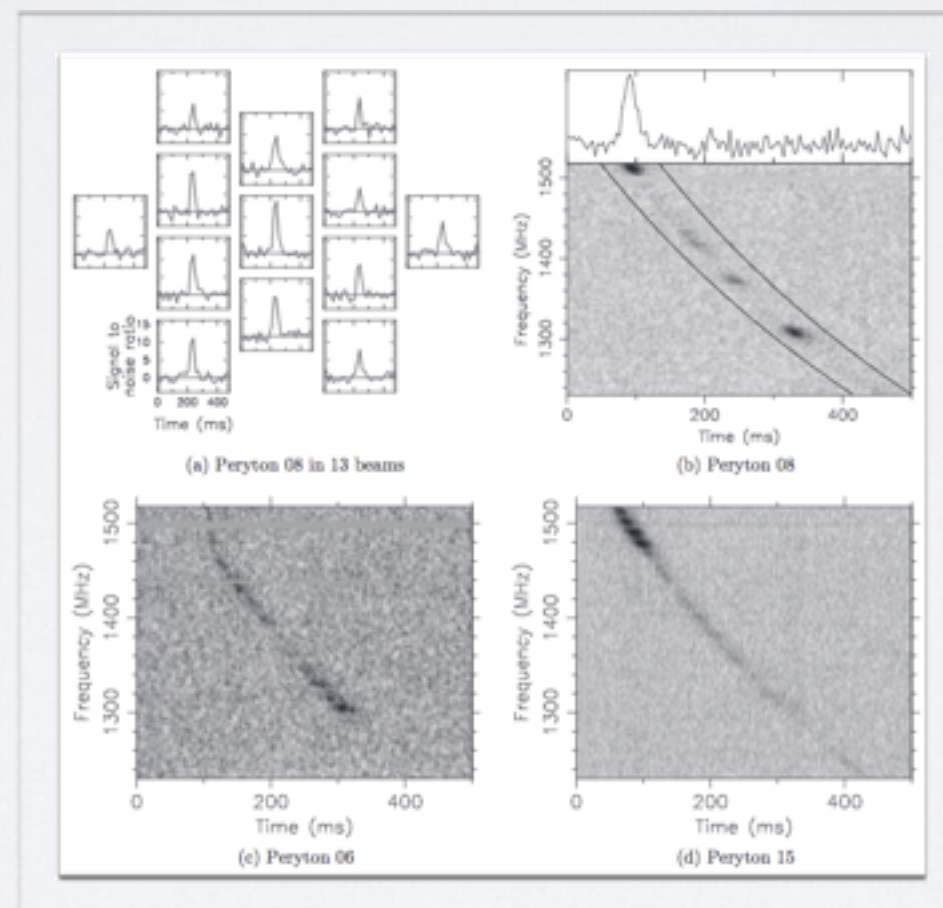 Signal to
noise ratio
15
10
5
0
0 200 400
Time (ms)
(a) Peryton 08 in 13 beams
Frequency (MHz)
1500
1400
1300
0 200 400
Time (ms)
(b) Peryton 08
Frequency (MHz)
1500
1400
1300
0 200 400
Time (ms)
(c) Peryton 06
Frequency (MHz)
1500
1400
1300
0 200 400
Time (ms)
(d) Peryton 15